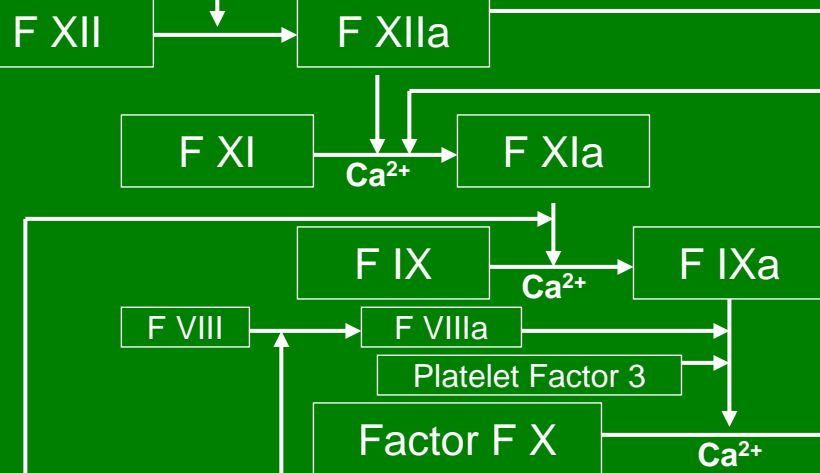 F XII
F XIIa
F XI
Ca²⁺
F XIa
F IX
Ca²⁺
F IXa
F VIII
F VIIIa
Platelet Factor 3
Factor F X
Ca²⁺